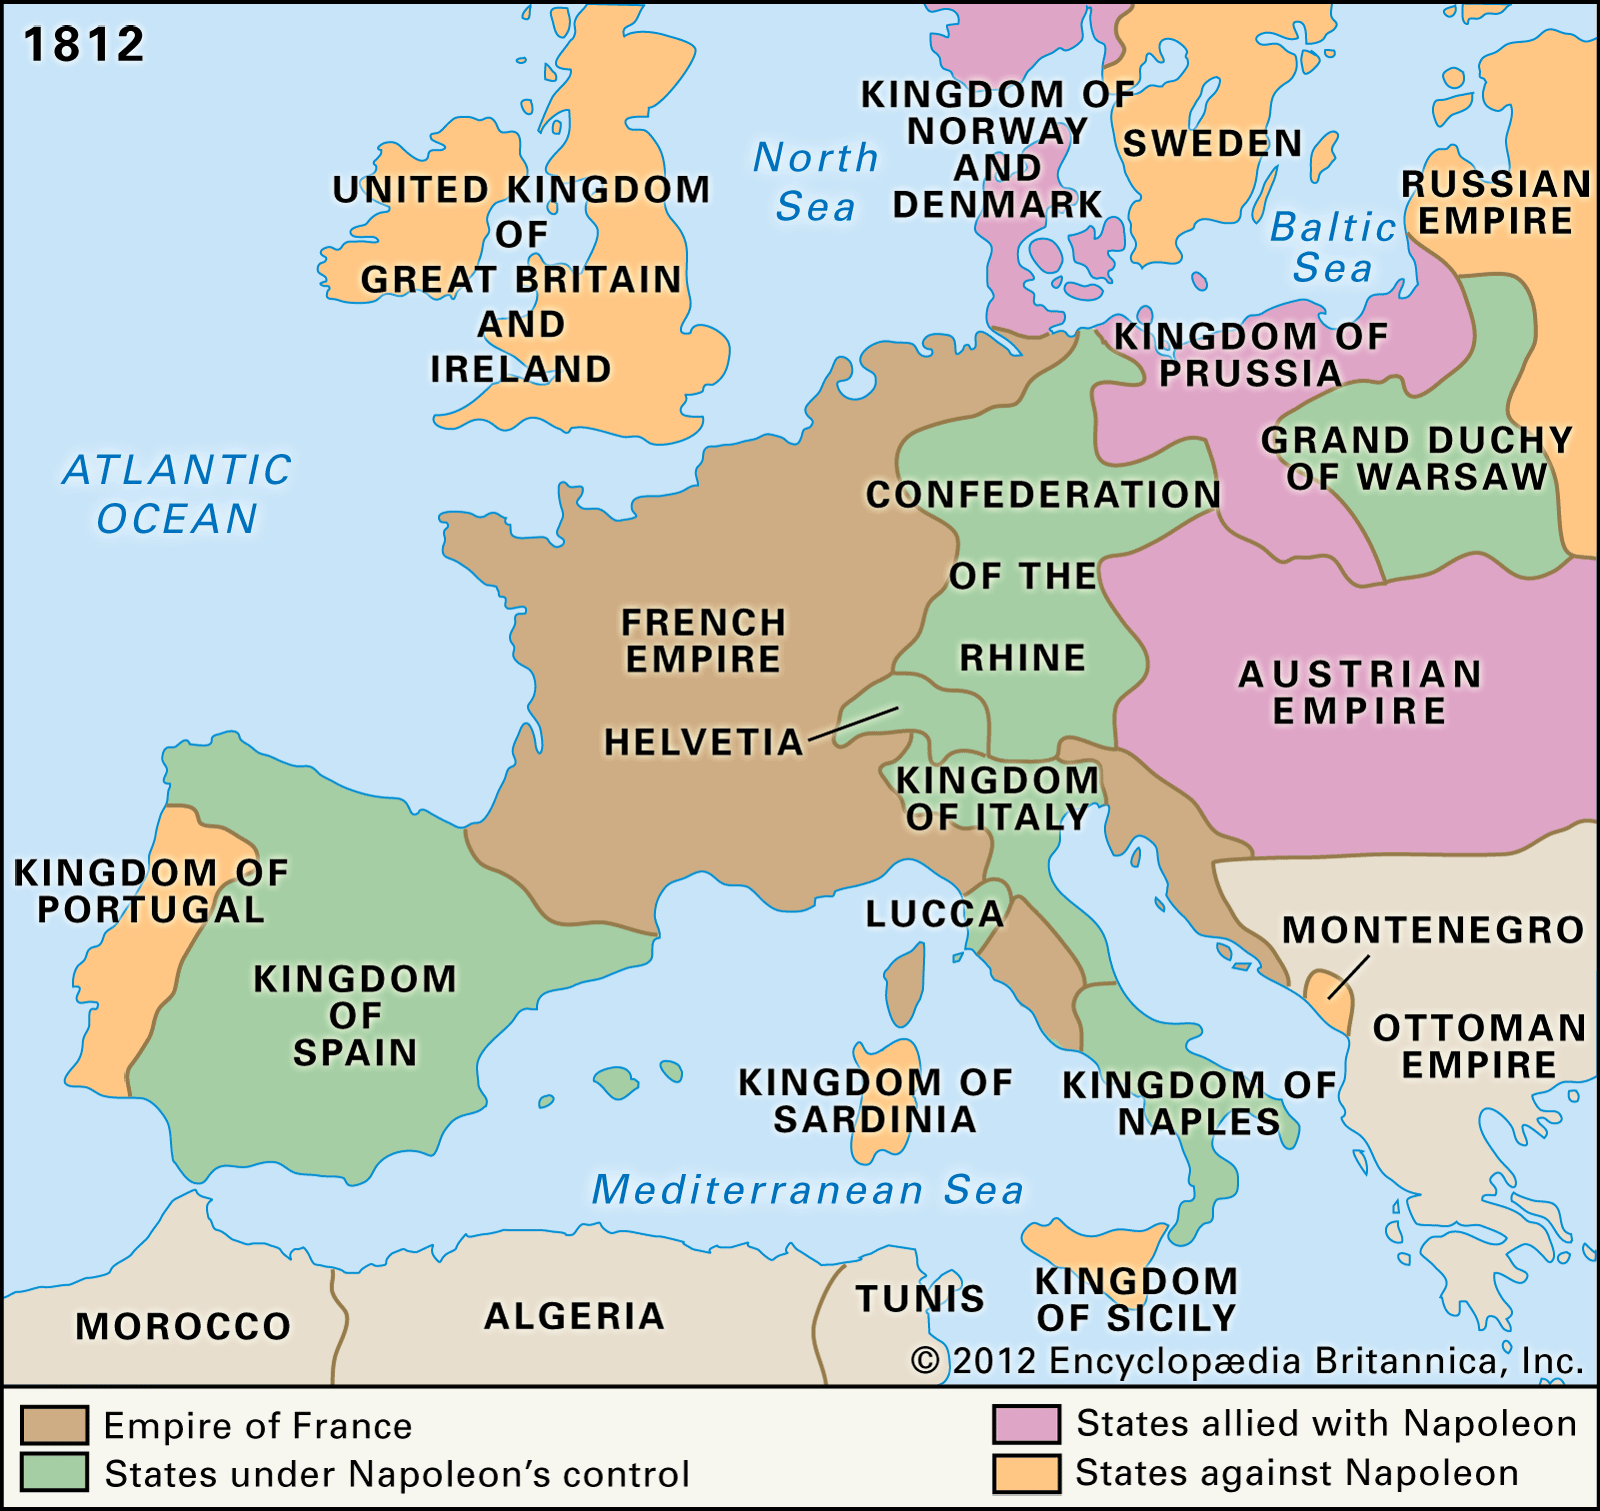 1812
KINGDOM OF
NORWAY
AND
DENMARK
North
Sea
SWEDEN
RUSSIAN
EMPIRE
Baltic
Sea
UNITED KINGDOM
OF
GREAT BRITAIN
AND
IRELAND
KINGDOM OF
PRUSSIA
GRAND DUCHY
OF WARSAW
ATLANTIC
OCEAN
CONFEDERATION
OF THE
RHINE
FRENCH
EMPIRE
AUSTRIAN
EMPIRE
HELVETIA
KINGDOM
OF ITALY
KINGDOM OF
PORTUGAL
LUCCA
MONTENEGRO
KINGDOM
OF
SPAIN
OTTOMAN
EMPIRE
KINGDOM OF
SARDINIA
KINGDOM OF
NAPLES
Mediterranean Sea
KINGDOM
OF SICILY
MOROCCO
ALGERIA
TUNIS
© 2012 Encyclopædia Britannica, Inc.
Empire of France
States under Napoleon's control
States allied with Napoleon
States against Napoleon